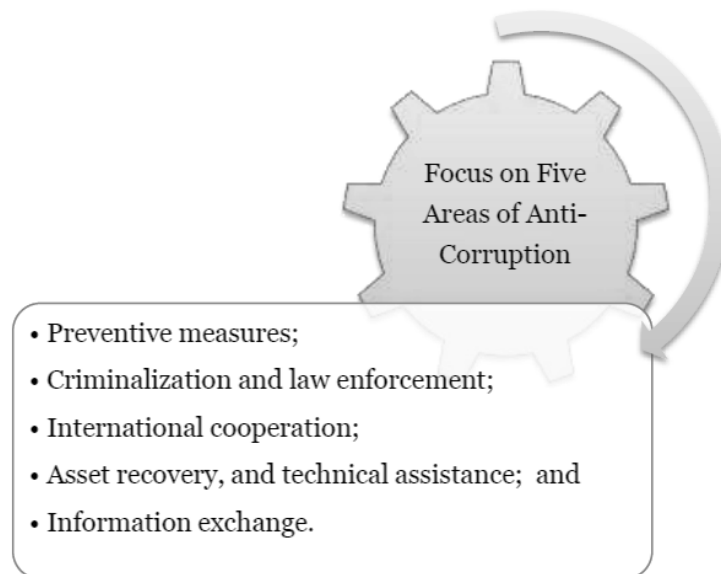 Focus on Five
Areas of Anti-
Corruption
• Preventive measures;
• Criminalization and law enforcement;
• International cooperation;
• Asset recovery, and technical assistance;  and
• Information exchange.